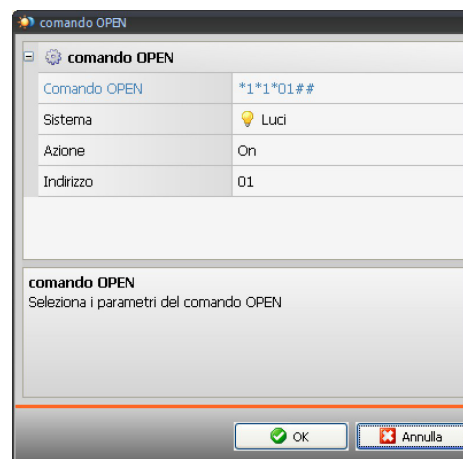 comando OPEN
comando OPEN
Comando OPEN *1*1*01##
Sistema Luci
Azione On
Indirizzo 01
comando OPEN
Seleziona i parametri del comando OPEN
OK Annulla